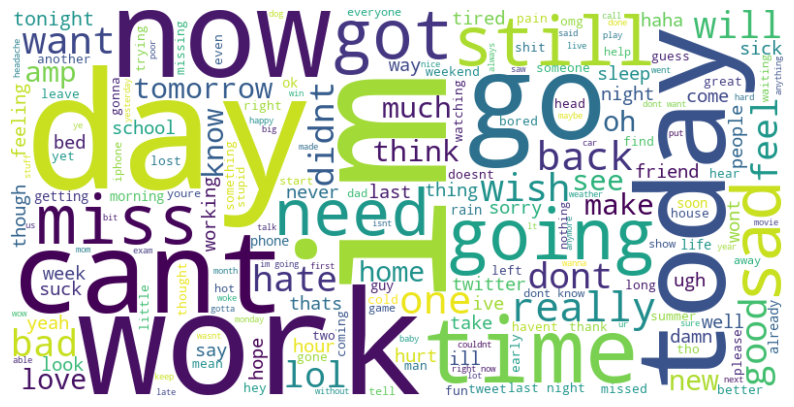 tonight
want
another
amp
leave
feeling
trying
poor
missing
dog
now
everyone
even
got
way
omg
pain
tired
weekend
shit
still
call
done
said
live
play
help
haha
guess
will
sick
waiting
day
tomorrow
headache
yesterday
ok
win
gonna
right
happy
im
much
think
watching
bored
saw
nice
always
someone
went
go
sleep
night
head
dont want
great
come
hard
anything
today
people
feel
bed
school
yet
lost
ye
stuff
iphone
big
something
stupid
know
didnt
oh
back
maybe
car
put
find
hear
friend
though
getting
morning
youre
made
start
never
dad
last
doesnt
thing
wish
see
make
wont
soon
house
miss
us
bit
mom
exam
working
phone
talk
isnt
need
rain
sorry
nothing
weather
it
anymore
wanna
going
show
life
away
movie
year
sad
cant
week
suck
month
im going
first
hate
home
twitter
left
dont
dont know
long
ugh
wow
little
thought
hot
woke
gotta
thats
guy
cold
game
one
ive
really
summer
ur
sure
already
good
yeah
bad
look
able
wasnt
monday
work
say
mean
hour
two
gone
coming
baby
hurt
couldnt
right now
lot
take
havent
thank
early
time
well
damn
tho
please
new
love
keep
late
hey
hope
lol
without
man
tell
ill
fun
tweet
last night
missed
next
better